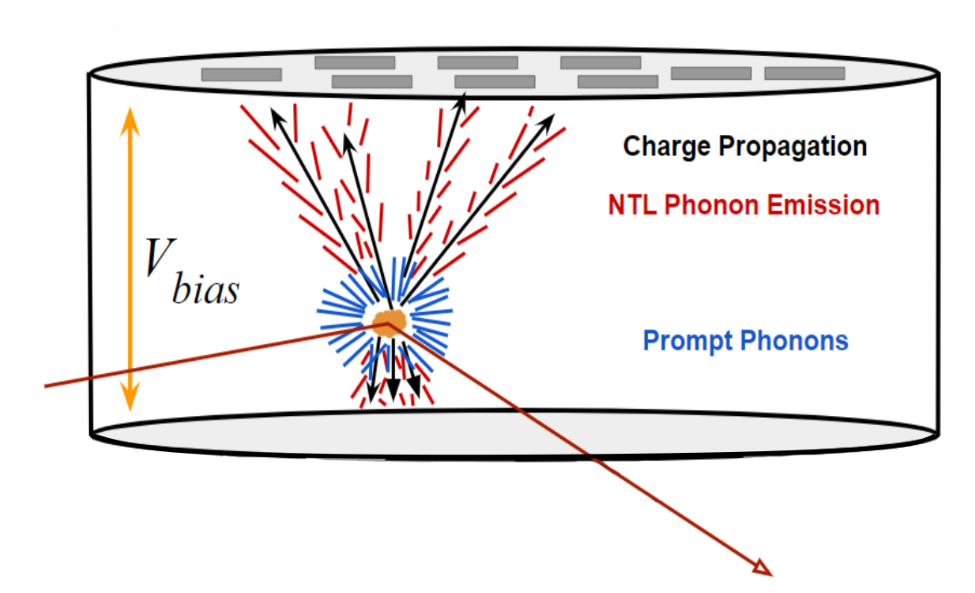 Charge Propagation
NTL Phonon Emission
V bias
Prompt Phonons